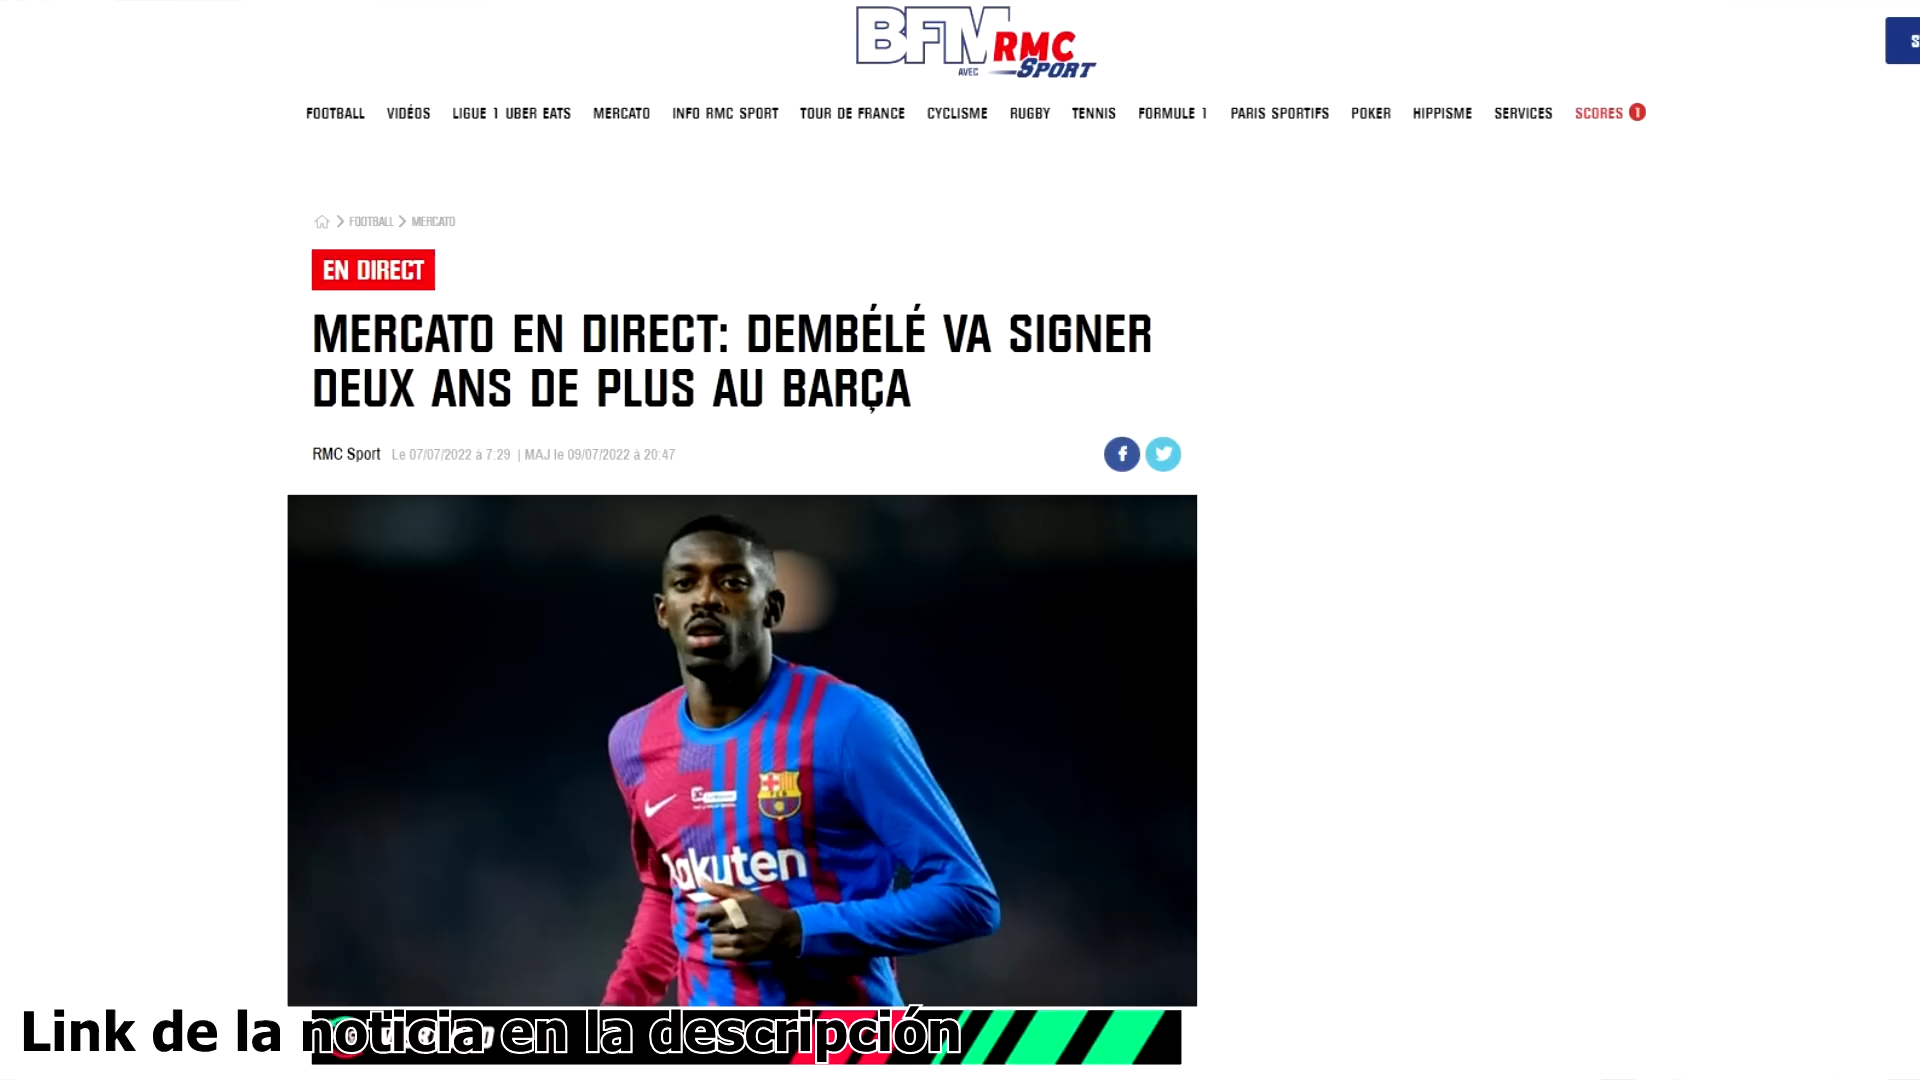 BFM RMC
AVEC SPORT
S
FOOTBALL VIDÉOS LIGUE 1 UBER EATS MERCATO INFO RMC SPORT TOUR DE FRANCE CYCLISME RUGBY TENNIS FORMULE 1 PARIS SPORTIFS POKER HIPPISME SERVICES SCORES 1
FOOTBALL MERCATO
EN DIRECT
MERCATO EN DIRECT: DEMBÉLÉ VA SIGNER
DEUX ANS DE PLUS AU BARÇA
RMC Sport Le 07/07/2022 à 7:29 | MAJ le 09/07/2022 à 20:47
FCB
Rakuten
Link de la noticia en la descripción